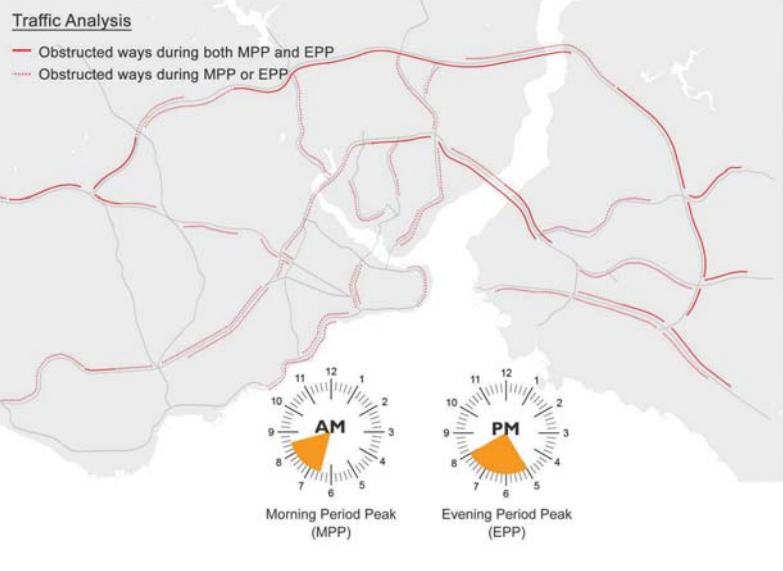 Traffic Analysis
Obstructed ways during both MPP and EPP
Obstructed ways during MPP or EPP
12
1
2
3
4
5
6
7
8
9
10
11
AM
12
1
2
3
4
5
6
7
8
9
10
11
PM
Morning Period Peak
(MPP)
Evening Period Peak
(EPP)